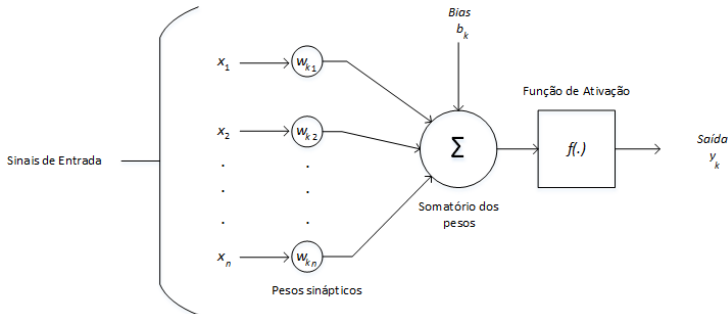 Bias
b_k
x_1
w_k1
Função de Ativação
x_2
w_k2
Σ
f(.)
Saída
y_k
Sinais de Entrada
Somatório dos
pesos
x_n
w_kn
Pesos sinápticos